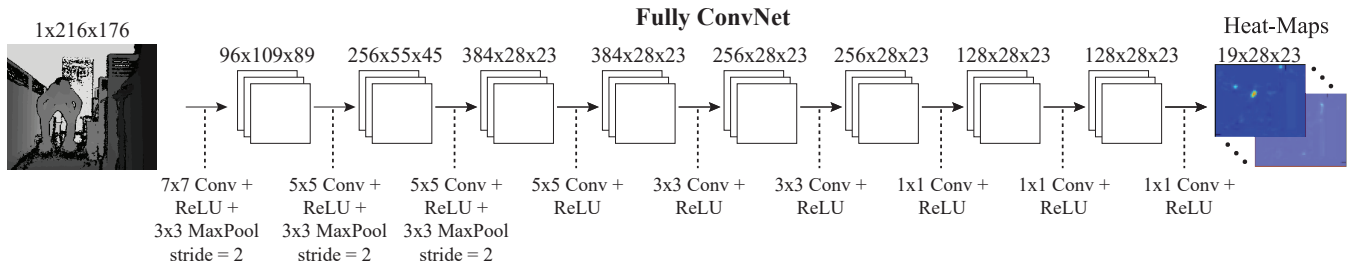 Fully ConvNet
1x216x176
Heat-Maps
96x109x89
256x55x45
384x28x23
384x28x23
256x28x23
256x28x23
128x28x23
128x28x23
19x28x23
7x7 Conv +
ReLU +
3x3 MaxPool
stride = 2
5x5 Conv +
ReLU +
3x3 MaxPool
stride = 2
5x5 Conv +
ReLU +
3x3 MaxPool
stride = 2
5x5 Conv +
ReLU
3x3 Conv +
ReLU
3x3 Conv +
ReLU
1x1 Conv +
ReLU
1x1 Conv +
ReLU
1x1 Conv +
ReLU